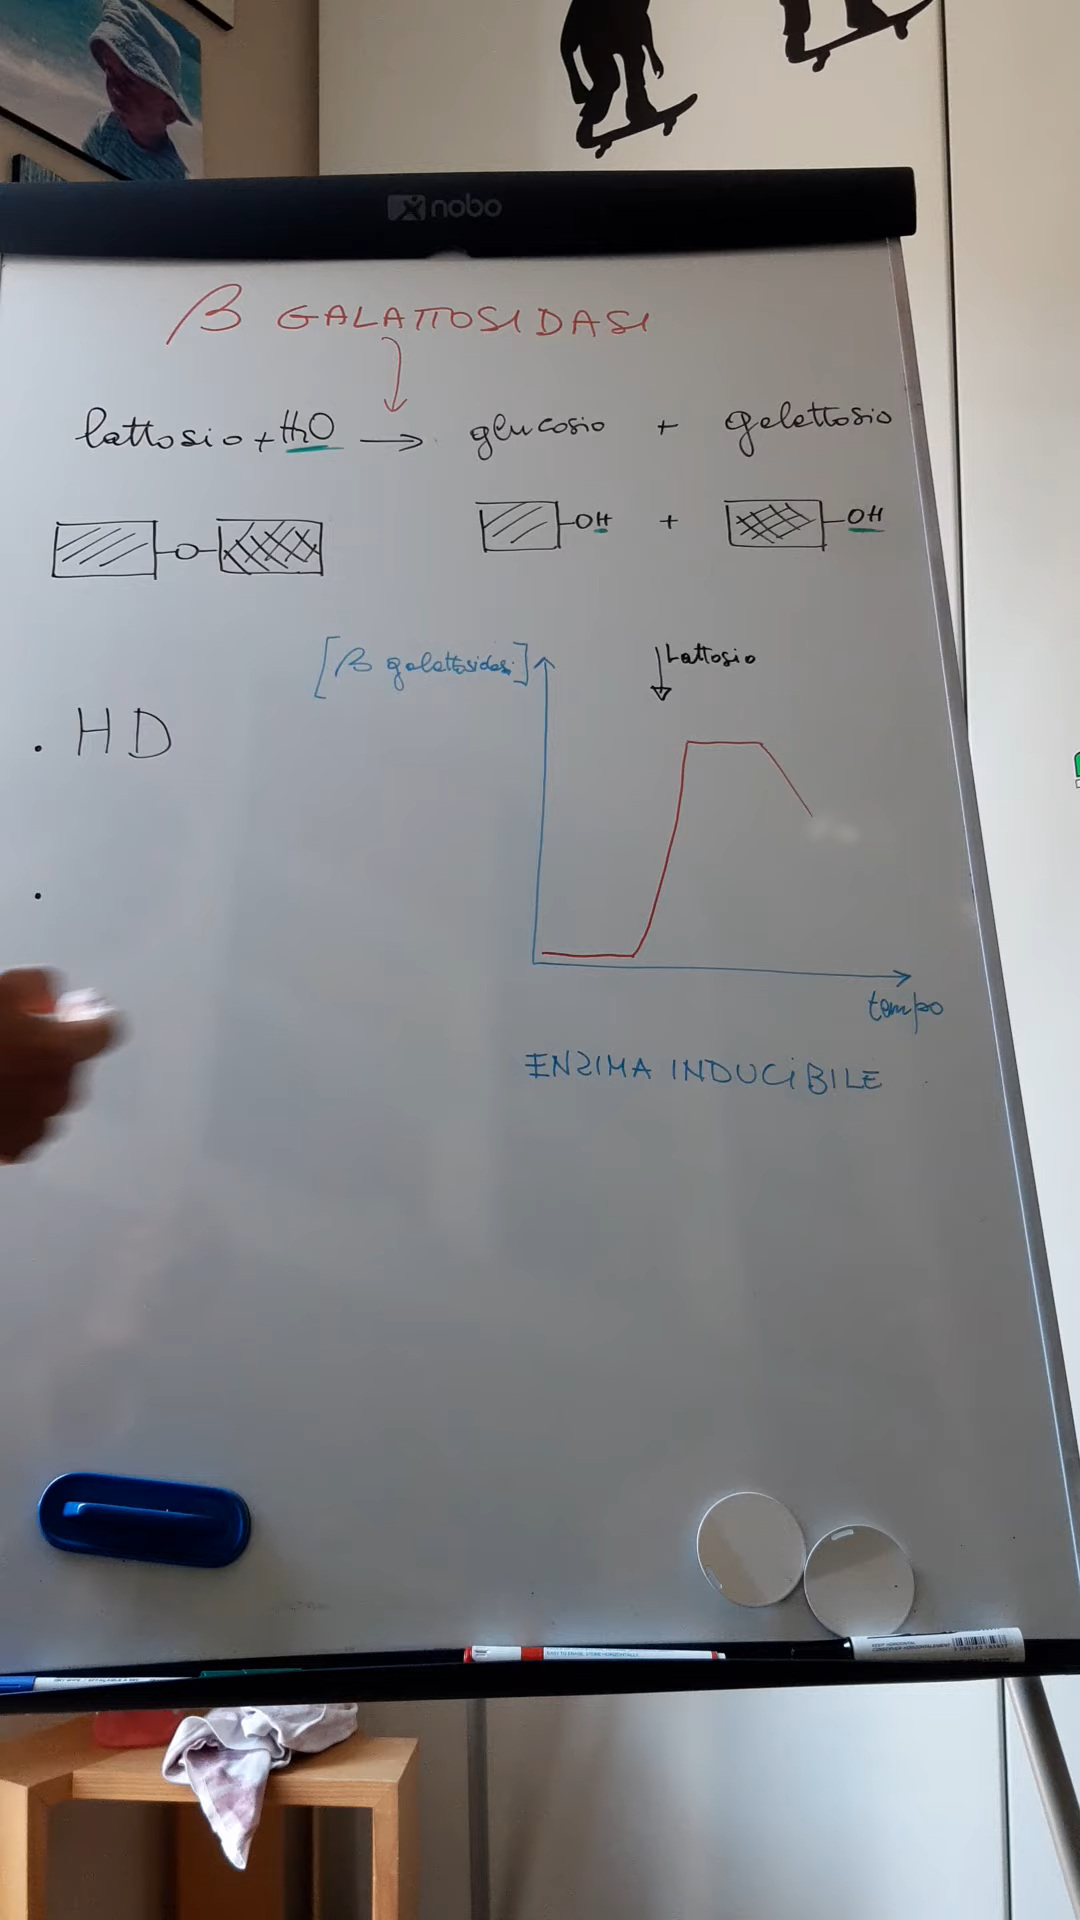 nobo
β GALATTOSIDASI
lattosio + H2O → glucosio + galattosio
O OH + OH
[β galattosidasi]
Lattosio
. HD
.
tempo
ENZIMA INDUCIBILE